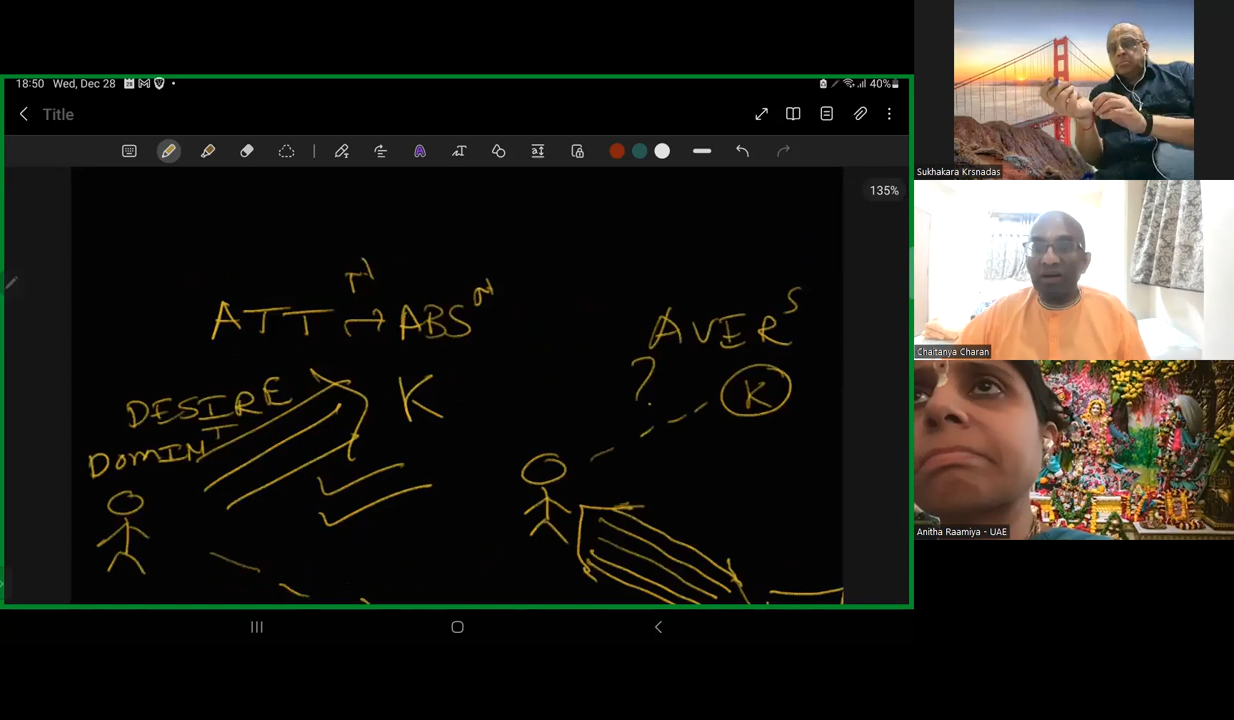 18:50 Wed, Dec 28
40%
Title
135%
ATT → ABS
AVER S
DESIRE
K
? K
DOMIN T
Sukhakara Krsnadas
Chaitanya Charan
Anitha Raamiya - UAE